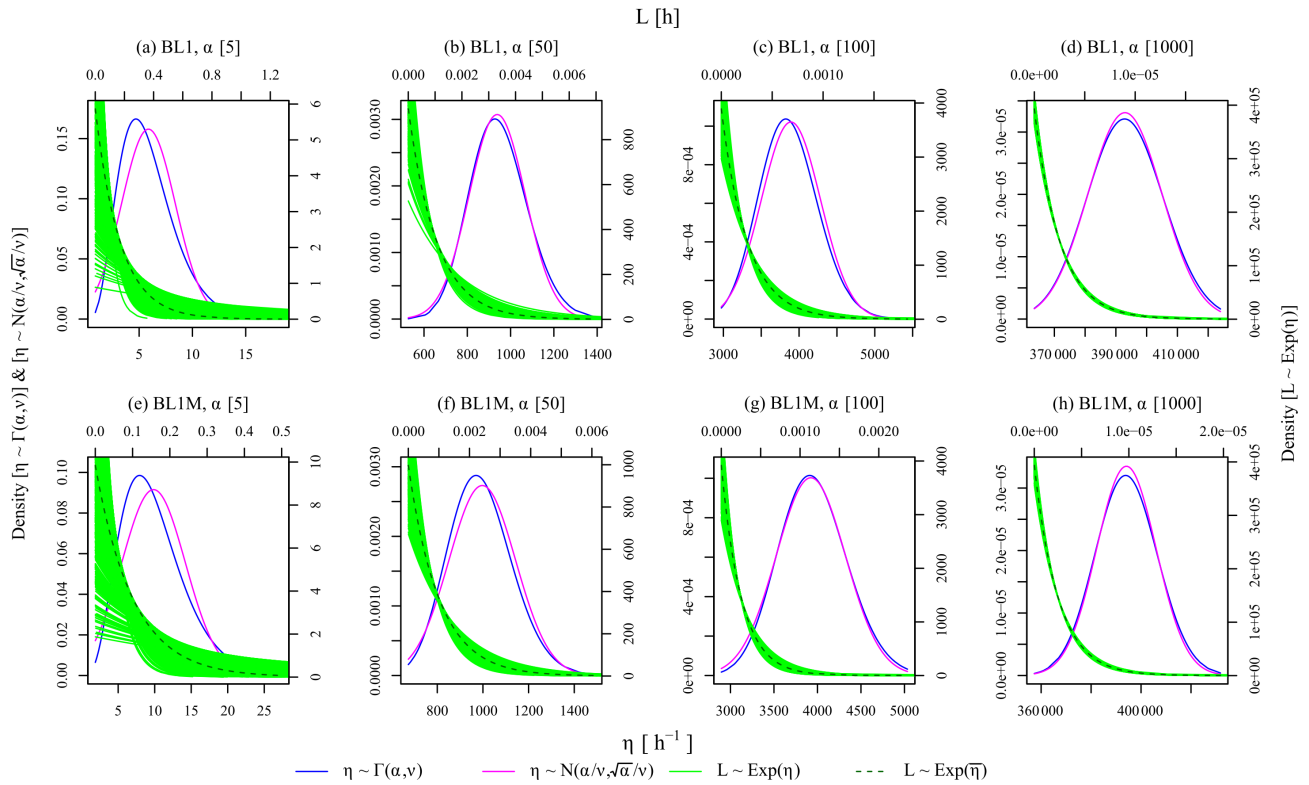 L [h]
(a) BL1, α [5]
(b) BL1, α [50]
(c) BL1, α [100]
(d) BL1, α [1000]
0.0 0.4 0.8 1.2
0.000 0.002 0.004 0.006
0.0000 0.0010
0.0e+00 1.0e−05
0.00 0.05 0.10 0.15
0 1 2 3 4 5 6
0.0000 0.0010 0.0020 0.0030
0 200 400 600 800
0e+00 4e−04 8e−04
0 1000 2000 3000 4000
0.0e+00 1.0e−05 2.0e−05 3.0e−05
0e+00 1e+05 2e+05 3e+05 4e+05
5 10 15
600 800 1000 1200 1400
3000 4000 5000
370 000 390 000 410 000
Density [η ~ Γ(α,ν)] & [η ~ N(α/ν,√α/ν)]
Density [L ~ Exp(η)]
(e) BL1M, α [5]
(f) BL1M, α [50]
(g) BL1M, α [100]
(h) BL1M, α [1000]
0.0 0.1 0.2 0.3 0.4 0.5
0.000 0.002 0.004 0.006
0.0000 0.0010 0.0020
0.0e+00 1.0e−05 2.0e−05
0.00 0.02 0.04 0.06 0.08 0.10
0 2 4 6 8 10
0.0000 0.0010 0.0020 0.0030
0 200 400 600 800 1000
0e+00 4e−04 8e−04
0 1000 2000 3000 4000
0.0e+00 1.0e−05 2.0e−05 3.0e−05
0e+00 1e+05 2e+05 3e+05 4e+05
5 10 15 20 25
800 1000 1200 1400
3000 3500 4000 4500 5000
360 000 400 000
η [ h⁻¹ ]
η ~ Γ(α,ν) η ~ N(α/ν,√α/ν) L ~ Exp(η) L ~ Exp(η̅)